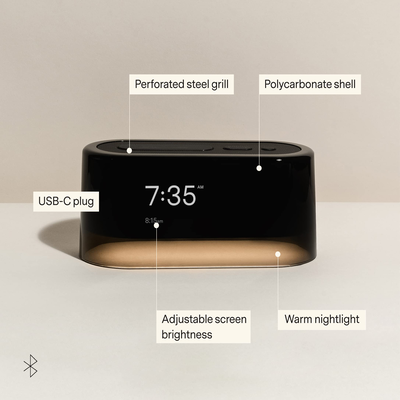 Perforated steel grill
Polycarbonate shell
7:35 AM
USB-C plug
Adjustable screen
brightness
Warm nightlight